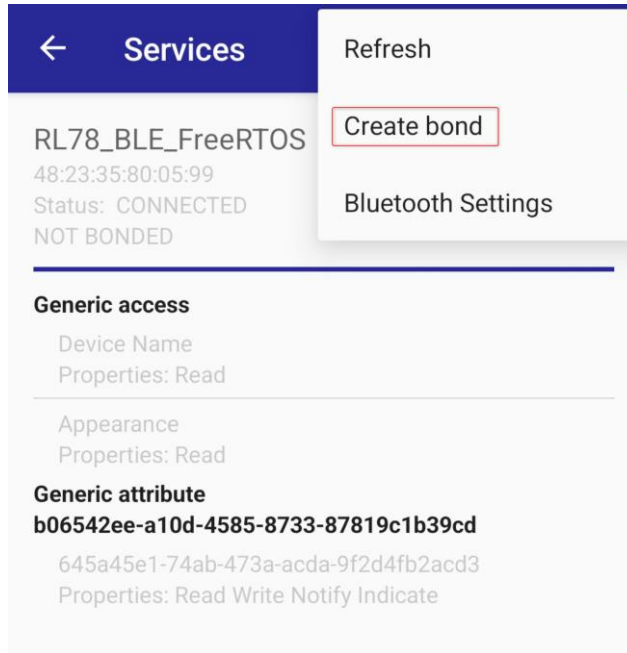 Services
Refresh
Create bond
Bluetooth Settings
RL78_BLE_FreeRTOS
48:23:35:80:05:99
Status: CONNECTED
NOT BONDED
Generic access
Device Name
Properties: Read
Appearance
Properties: Read
Generic attribute
b06542ee-a10d-4585-8733-87819c1b39cd
645a45e1-74ab-473a-acda-9f2d4fb2acd3
Properties: Read Write Notify Indicate